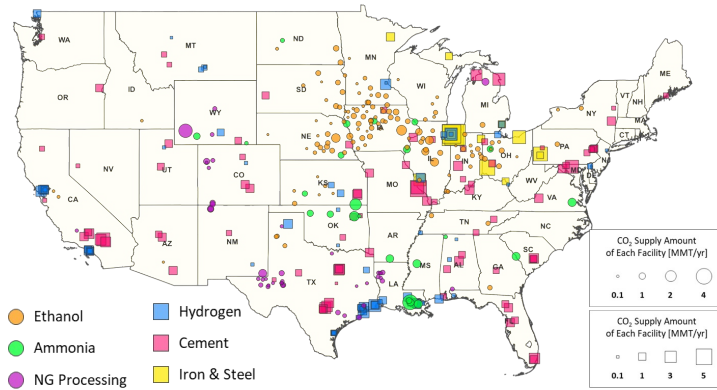 WA
MT
ND
MN
ME
OR
ID
SD
WI
MI
VT
NH
NY
MA
CT
WY
NE
IA
IL
IN
OH
PA
NJ
MD
DE
NV
UT
CO
KS
MO
KY
WV
VA
CA
AZ
NM
OK
AR
TN
NC
SC
TX
LA
MS
AL
GA
FL
CO₂ Supply Amount
of Each Facility [MMT/yr]
0.1 1 2 4
CO₂ Supply Amount
of Each Facility [MMT/yr]
0.1 1 3 5
Ethanol
Ammonia
NG Processing
Hydrogen
Cement
Iron & Steel